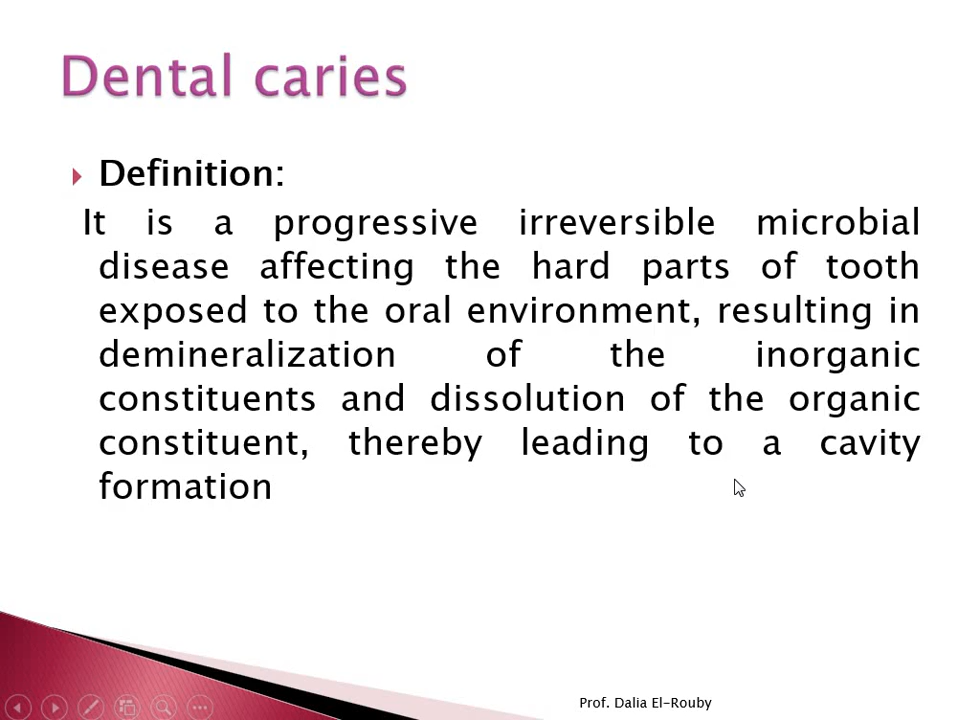 Dental caries
Definition:
It is a progressive irreversible microbial
disease affecting the hard parts of tooth
exposed to the oral environment, resulting in
demineralization of the inorganic
constituents and dissolution of the organic
constituent, thereby leading to a cavity
formation
Prof. Dalia El-Rouby